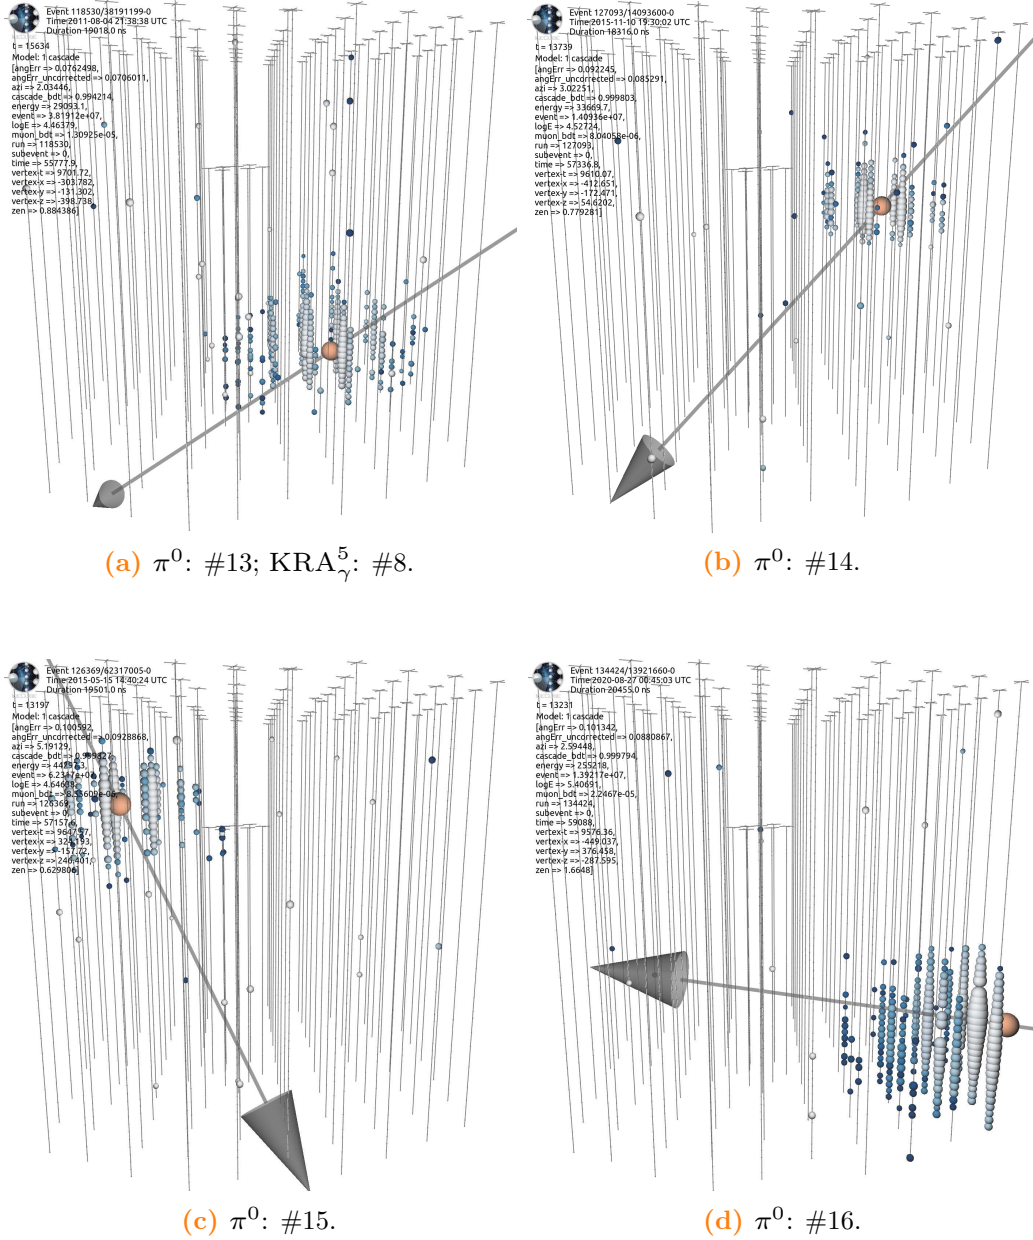 Event 118530/38191199-0
Time 2011-08-04 21:38:38 UTC
Duration 19018.0 ns
t = 15634
Model: 1 cascade
[angErr => 0.0762498,
angErr_uncorrected => 0.0706011,
azi => 2.03446,
cascade_bdt => 0.994214,
energy => 29093.1,
event => 3.81912e+07,
logE => 4.46379,
muon_bdt => 1.30925e-05,
run => 118530,
subevent => 0,
time => 55777.9,
vertex-t => 9701.72,
vertex-x => -303.782,
vertex-y => -131.302,
vertex-z => -398.738,
zen => 0.884386]
(a) π⁰: #13; KRA⁵γ: #8.
Event 127093/14093600-0
Time 2015-11-10 19:30:02 UTC
Duration 18316.0 ns
t = 13739
Model: 1 cascade
[angErr => 0.092245,
angErr_uncorrected => 0.085291,
azi => 3.02251,
cascade_bdt => 0.999803,
energy => 33669.7,
event => 1.40936e+07,
logE => 4.52724,
muon_bdt => 8.04058e-06,
run => 127093,
subevent => 0,
time => 57336.8,
vertex-t => 9610.07,
vertex-x => -412.651,
vertex-y => -172.471,
vertex-z => 54.6202,
zen => 0.779281]
(b) π⁰: #14.
Event 126369/62317005-0
Time 2015-05-15 14:40:24 UTC
Duration 19501.0 ns
t = 13197
Model: 1 cascade
[angErr => 0.100592,
angErr_uncorrected => 0.0928868,
azi => 5.19129,
cascade_bdt =>
energy =>
event =>
logE =>
muon_bdt =>
run => 126369,
subevent => 0,
time => 57157.6,
vertex-t =>
vertex-x =>
vertex-y => -157.72,
vertex-z => 246.401,
zen => 0.629806]
(c) π⁰: #15.
Event 134424/13921660-0
Time 2020-08-27 00:45:03 UTC
Duration 20455.0 ns
t = 13231
Model: 1 cascade
[angErr => 0.101342,
angErr_uncorrected => 0.0880867,
azi => 2.59448,
cascade_bdt => 0.999794,
energy => 255218,
event => 1.39217e+07,
logE => 5.40691,
muon_bdt => 2.2467e-05,
run => 134424,
subevent => 0,
time => 59088,
vertex-t => 9576.36,
vertex-x => -449.037,
vertex-y => 376.458,
vertex-z => -287.595,
zen => 1.6648]
(d) π⁰: #16.